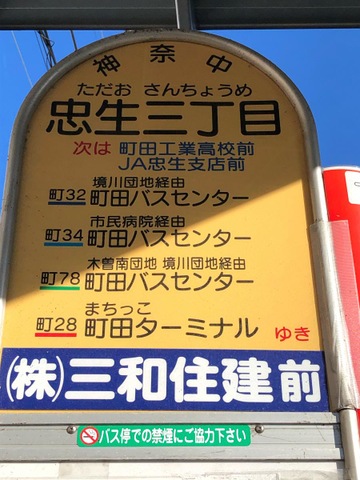 神奈中
ただお さんちょうめ
忠生三丁目
次は 町田工業高校前
JA忠生支店前
境川団地経由
町32 町田バスセンター
市民病院経由
町34 町田バスセンター
木曽南団地 境川団地経由
町78 町田バスセンター
まちっこ
町28 町田ターミナル ゆき
㈱三和住建前
バス停での禁煙にご協力下さい